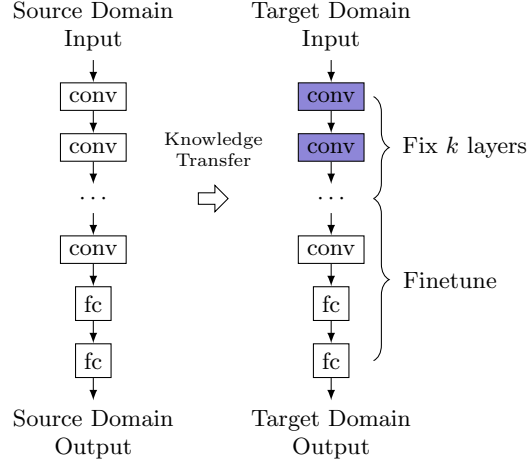 Source Domain
Input
conv
conv
...
conv
fc
fc
Source Domain
Output
Knowledge
Transfer
Target Domain
Input
conv
conv
...
conv
fc
fc
Target Domain
Output
Fix k layers
Finetune